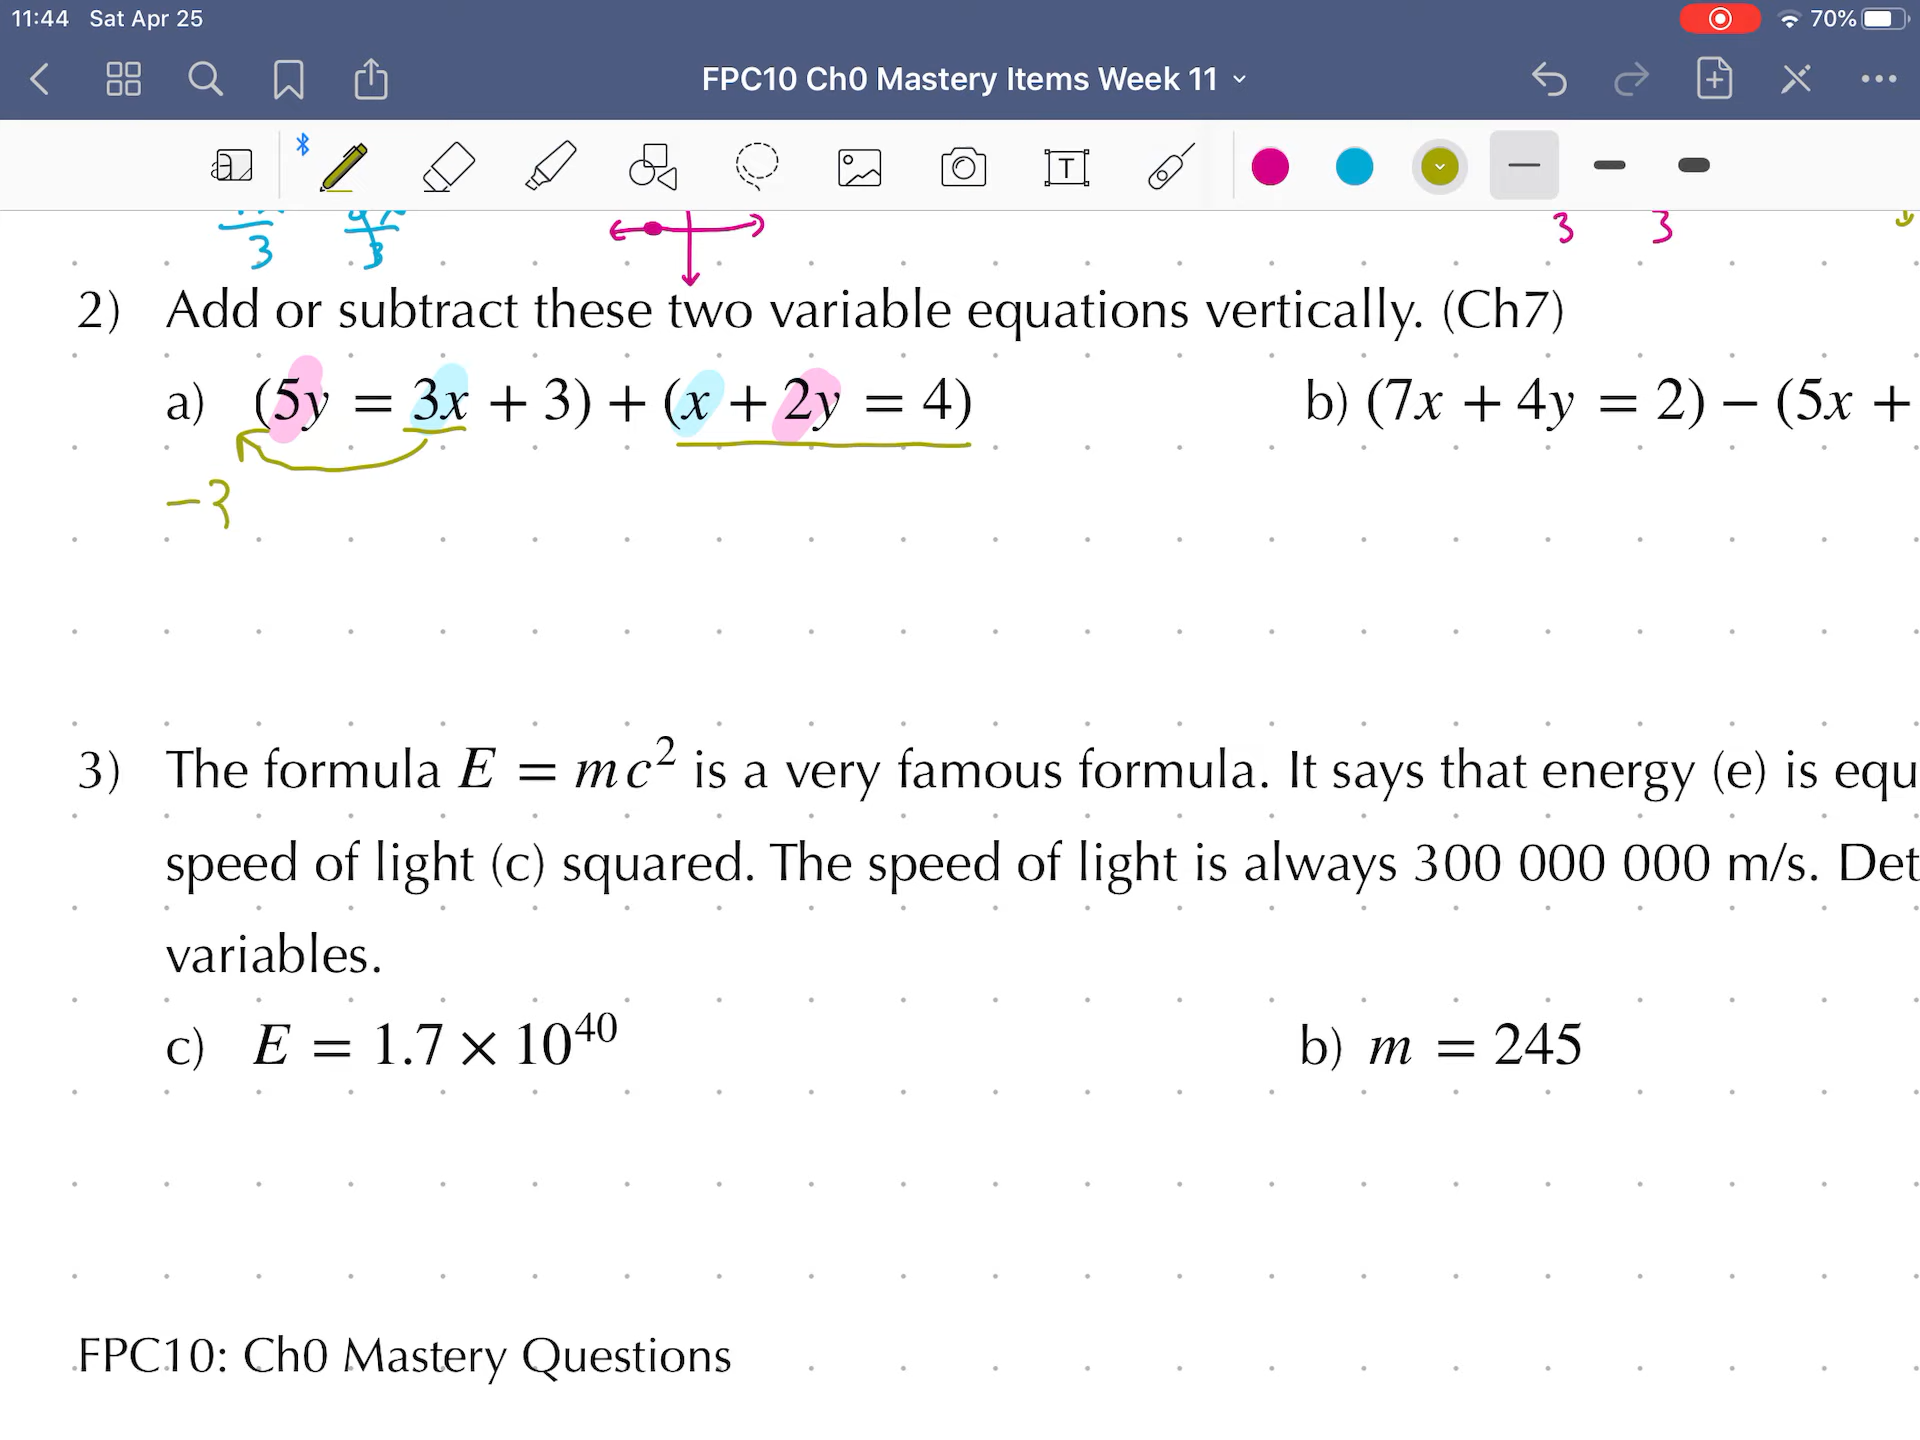 11:44 Sat Apr 25
70%
FPC10 Ch0 Mastery Items Week 11
T
3 3 3 3
2) Add or subtract these two variable equations vertically. (Ch7)
a) (5y = 3x + 3) + (x + 2y = 4) b) (7x + 4y = 2) − (5x +
−3
3) The formula E = mc² is a very famous formula. It says that energy (e) is equ
speed of light (c) squared. The speed of light is always 300 000 000 m/s. Det
variables.
c) E = 1.7 × 10⁴⁰ b) m = 245
FPC10: Ch0 Mastery Questions